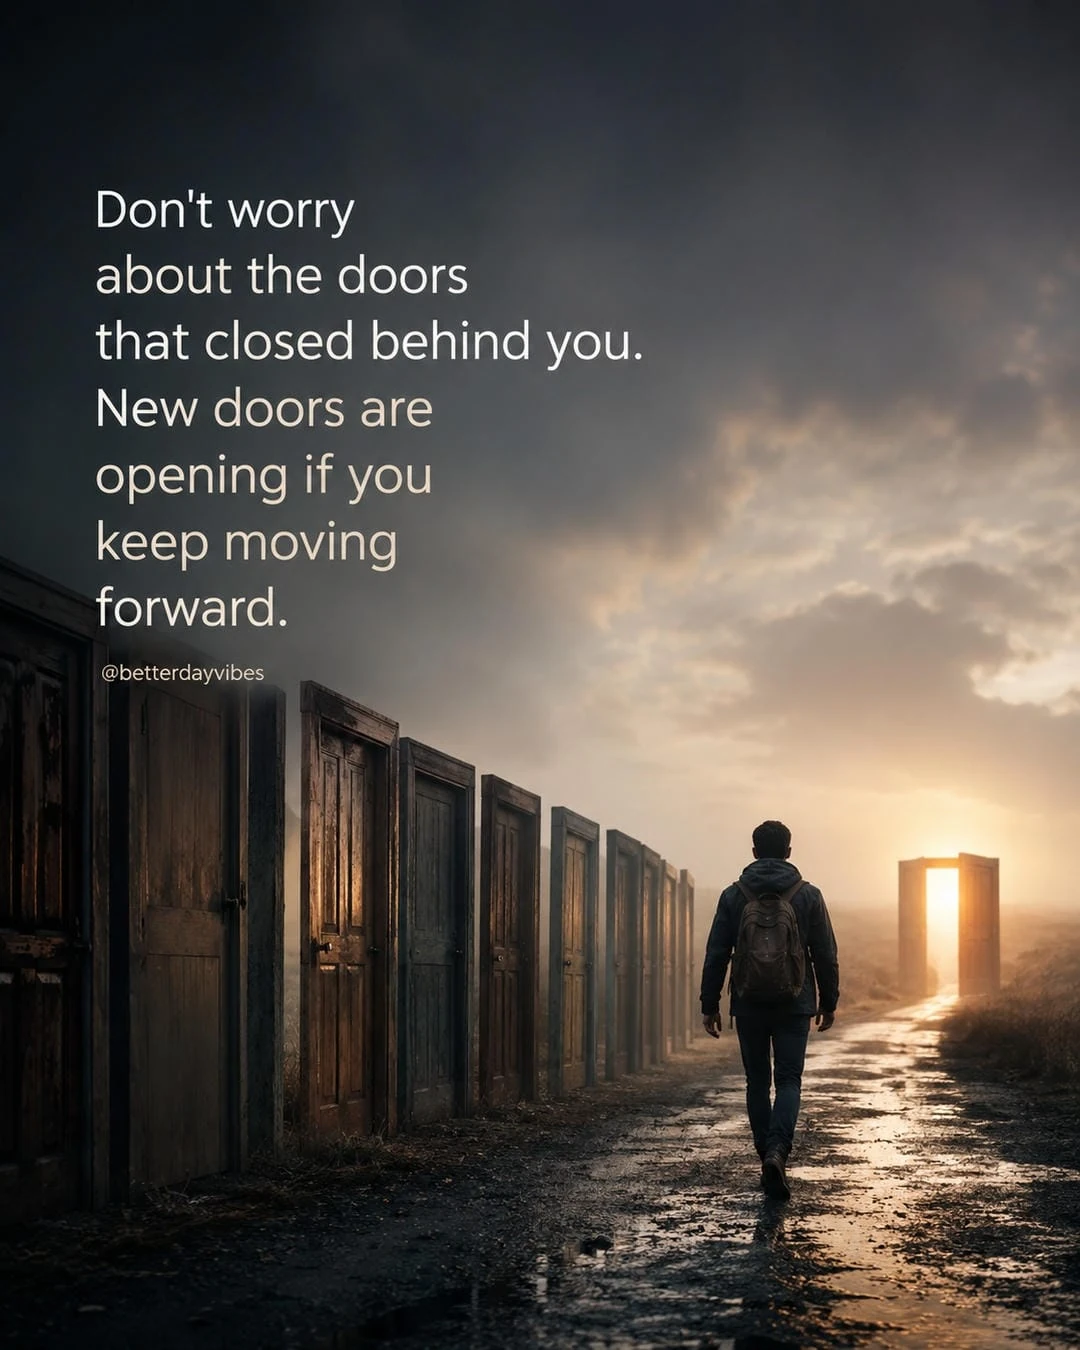 Don't worry
about the doors
that closed behind you.
New doors are
opening if you
keep moving
forward.
@betterdayvibes